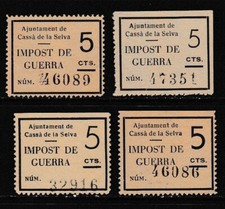 Ajuntament de
Cassà de la Selva
5
IMPOST DE
GUERRA
CTS.
NÚM.
46089
Ajuntament de
Cassà de la Selva
5
IMPOST DE
GUERRA
CTS.
NÚM.
47351
Ajuntament de
Cassà de la Selva
5
IMPOST DE
GUERRA
CTS.
NÚM.
32916
Ajuntament de
Cassà de la Selva
5
IMPOST DE
GUERRA
CTS.
NÚM.
46086